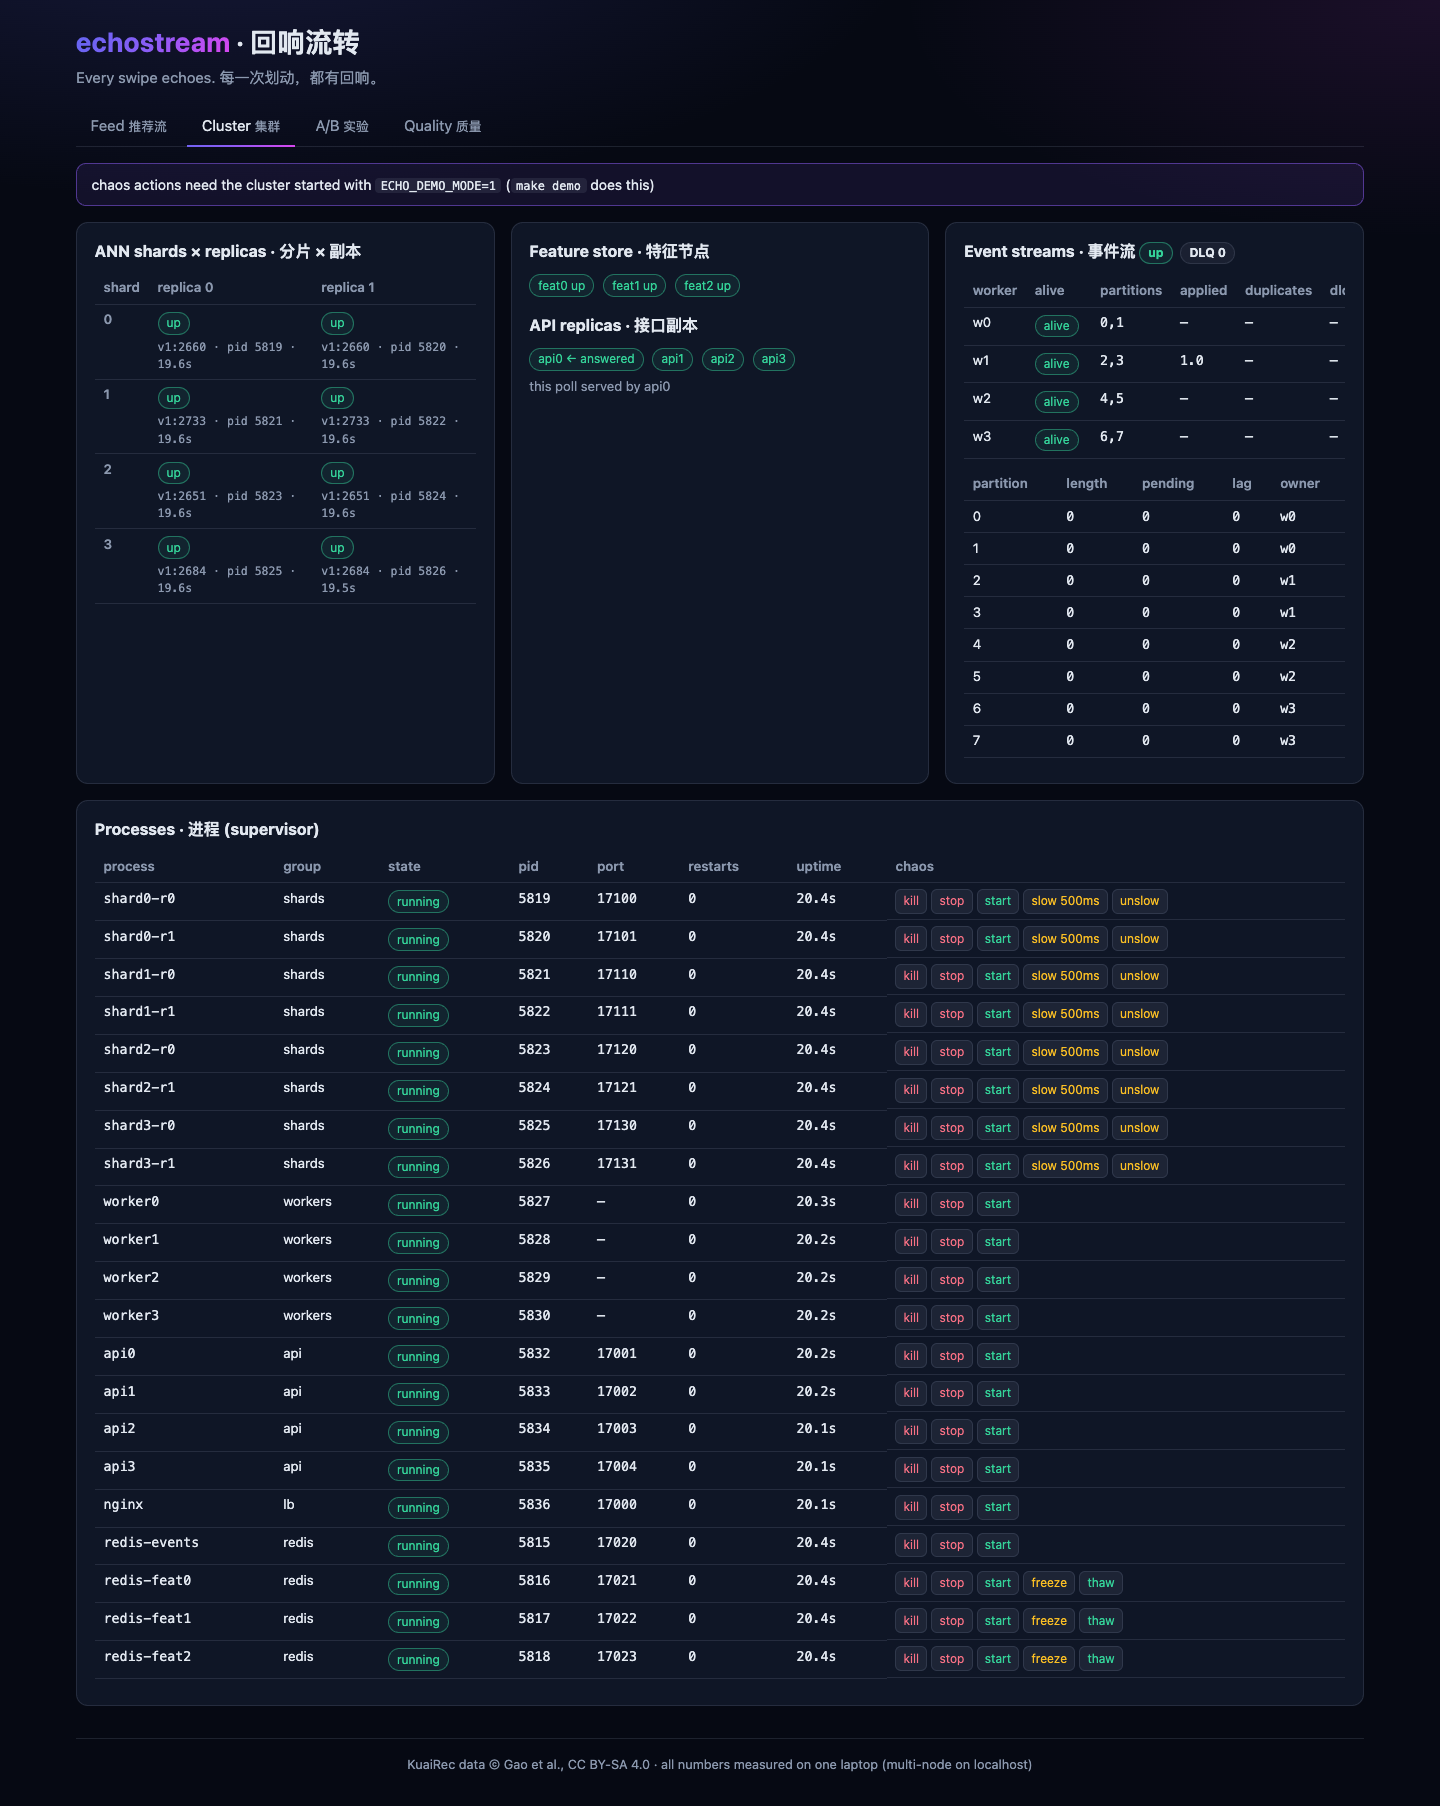 echostream · 回响流转
Every swipe echoes. 每一次划动，都有回响。
Feed 推荐流 Cluster 集群 A/B 实验 Quality 质量
chaos actions need the cluster started with ECHO_DEMO_MODE=1 (make demo does this)
ANN shards × replicas · 分片 × 副本
shard replica 0 replica 1
0 up up
v1:2660 · pid 5819 · v1:2660 · pid 5820 ·
19.6s 19.6s
1 up up
v1:2733 · pid 5821 · v1:2733 · pid 5822 ·
19.6s 19.6s
2 up up
v1:2651 · pid 5823 · v1:2651 · pid 5824 ·
19.6s 19.6s
3 up up
v1:2684 · pid 5825 · v1:2684 · pid 5826 ·
19.6s 19.5s
Feature store · 特征节点
feat0 up feat1 up feat2 up
API replicas · 接口副本
api0 ← answered api1 api2 api3
this poll served by api0
Event streams · 事件流 up DLQ 0
worker alive partitions applied duplicates
w0 alive 0,1 — — —
w1 alive 2,3 1.0 — —
w2 alive 4,5 — — —
w3 alive 6,7 — — —
partition length pending lag owner
0 0 0 0 w0
1 0 0 0 w0
2 0 0 0 w1
3 0 0 0 w1
4 0 0 0 w2
5 0 0 0 w2
6 0 0 0 w3
7 0 0 0 w3
Processes · 进程 (supervisor)
process group state pid port restarts uptime chaos
shard0-r0 shards running 5819 17100 0 20.4s kill stop start slow 500ms unslow
shard0-r1 shards running 5820 17101 0 20.4s kill stop start slow 500ms unslow
shard1-r0 shards running 5821 17110 0 20.4s kill stop start slow 500ms unslow
shard1-r1 shards running 5822 17111 0 20.4s kill stop start slow 500ms unslow
shard2-r0 shards running 5823 17120 0 20.4s kill stop start slow 500ms unslow
shard2-r1 shards running 5824 17121 0 20.4s kill stop start slow 500ms unslow
shard3-r0 shards running 5825 17130 0 20.4s kill stop start slow 500ms unslow
shard3-r1 shards running 5826 17131 0 20.4s kill stop start slow 500ms unslow
worker0 workers running 5827 — 0 20.3s kill stop start
worker1 workers running 5828 — 0 20.2s kill stop start
worker2 workers running 5829 — 0 20.2s kill stop start
worker3 workers running 5830 — 0 20.2s kill stop start
api0 api running 5832 17001 0 20.2s kill stop start
api1 api running 5833 17002 0 20.2s kill stop start
api2 api running 5834 17003 0 20.1s kill stop start
api3 api running 5835 17004 0 20.1s kill stop start
nginx lb running 5836 17000 0 20.1s kill stop start
redis-events redis running 5815 17020 0 20.4s kill stop start
redis-feat0 redis running 5816 17021 0 20.4s kill stop start freeze thaw
redis-feat1 redis running 5817 17022 0 20.4s kill stop start freeze thaw
redis-feat2 redis running 5818 17023 0 20.4s kill stop start freeze thaw
KuaiRec data © Gao et al., CC BY-SA 4.0 · all numbers measured on one laptop (multi-node on localhost)